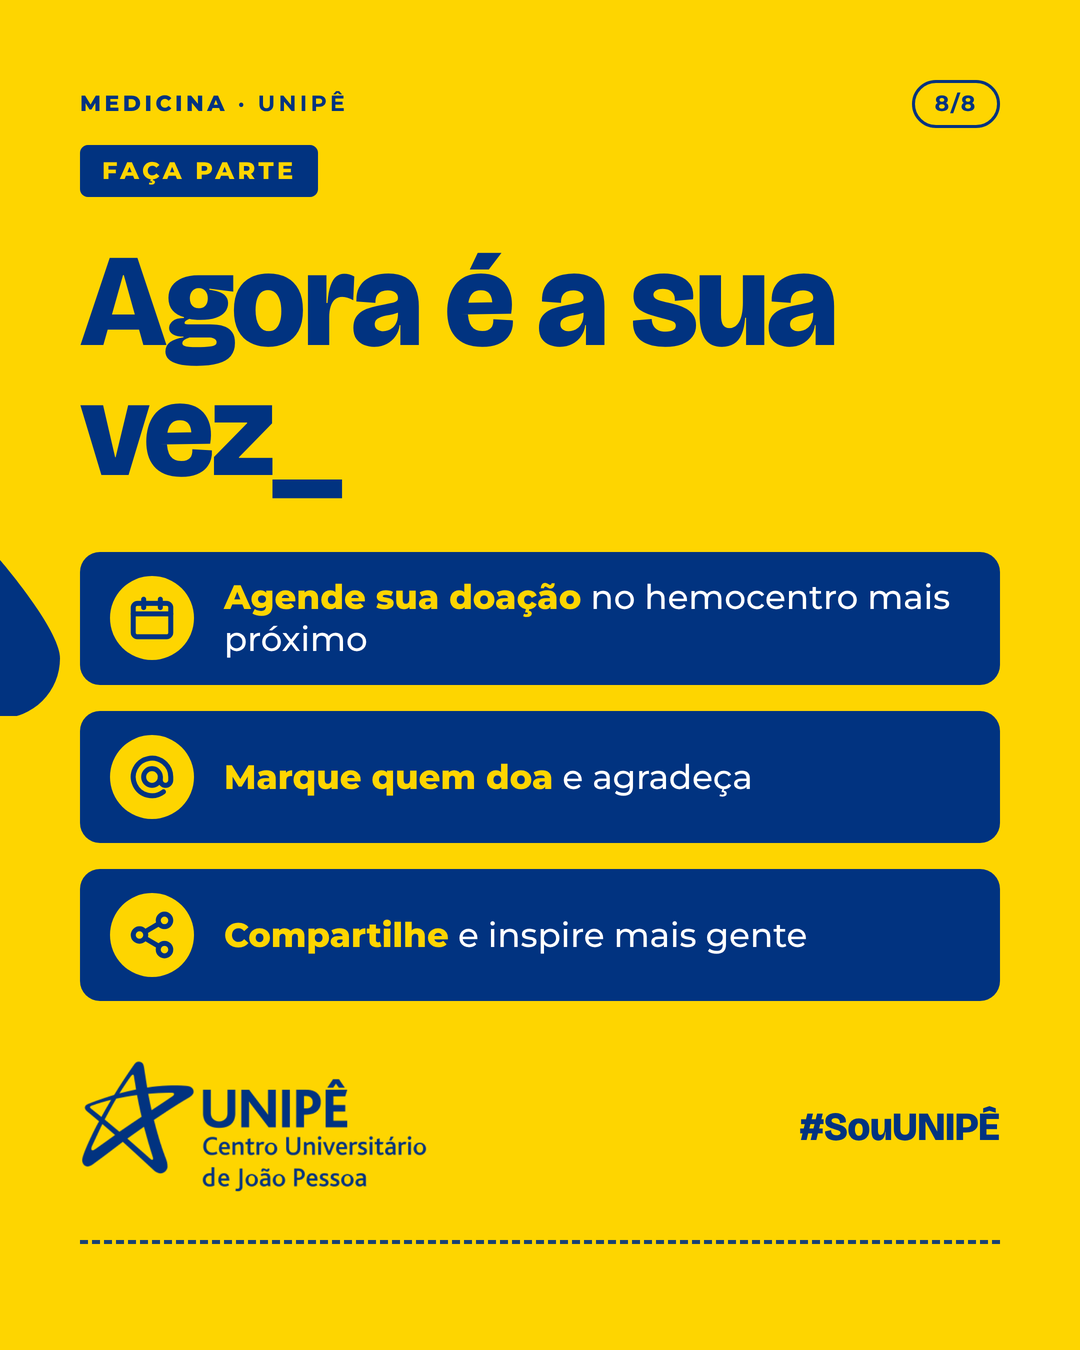 MEDICINA · UNIPÊ
8/8
FAÇA PARTE
Agora é a sua
vez_
Agende sua doação no hemocentro mais
próximo
Marque quem doa e agradeça
Compartilhe e inspire mais gente
UNIPÊ
Centro Universitário
de João Pessoa
#SouUNIPÊ